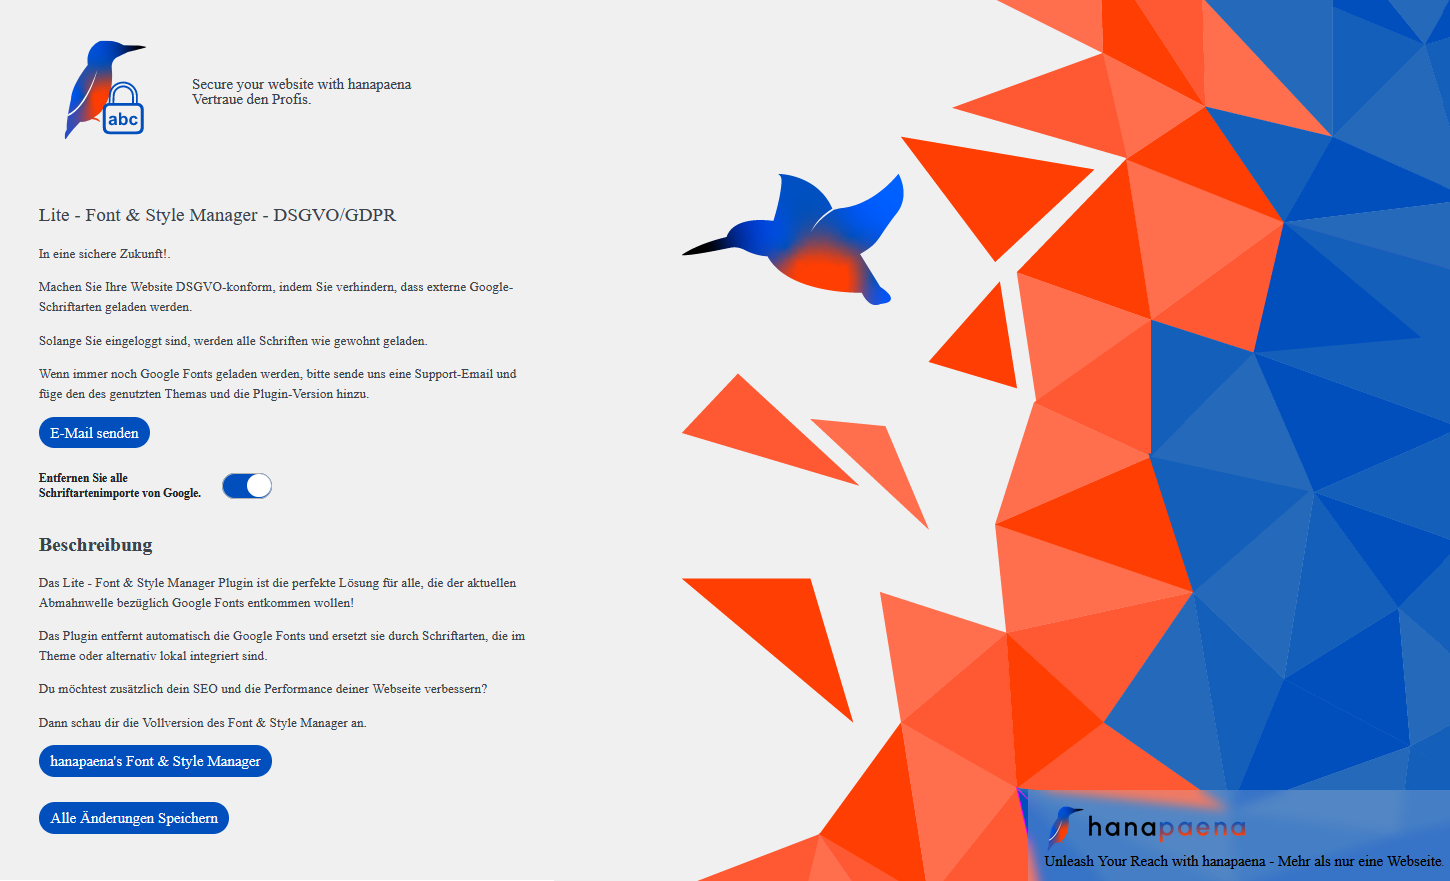 abc
Secure your website with hanapaena
Vertraue den Profis.
Lite - Font & Style Manager - DSGVO/GDPR
In eine sichere Zukunft!.
Machen Sie Ihre Website DSGVO-konform, indem Sie verhindern, dass externe Google-
Schriftarten geladen werden.
Solange Sie eingeloggt sind, werden alle Schriften wie gewohnt geladen.
Wenn immer noch Google Fonts geladen werden, bitte sende uns eine Support-Email und
füge den des genutzten Themas und die Plugin-Version hinzu.
E-Mail senden
Entfernen Sie alle
Schriftartenimporte von Google.
Beschreibung
Das Lite - Font & Style Manager Plugin ist die perfekte Lösung für alle, die der aktuellen
Abmahnwelle bezüglich Google Fonts entkommen wollen!
Das Plugin entfernt automatisch die Google Fonts und ersetzt sie durch Schriftarten, die im
Theme oder alternativ lokal integriert sind.
Du möchtest zusätzlich dein SEO und die Performance deiner Webseite verbessern?
Dann schau dir die Vollversion des Font & Style Manager an.
hanapaena's Font & Style Manager
Alle Änderungen Speichern
hanapaena
Unleash Your Reach with hanapaena - Mehr als nur eine Webseite.